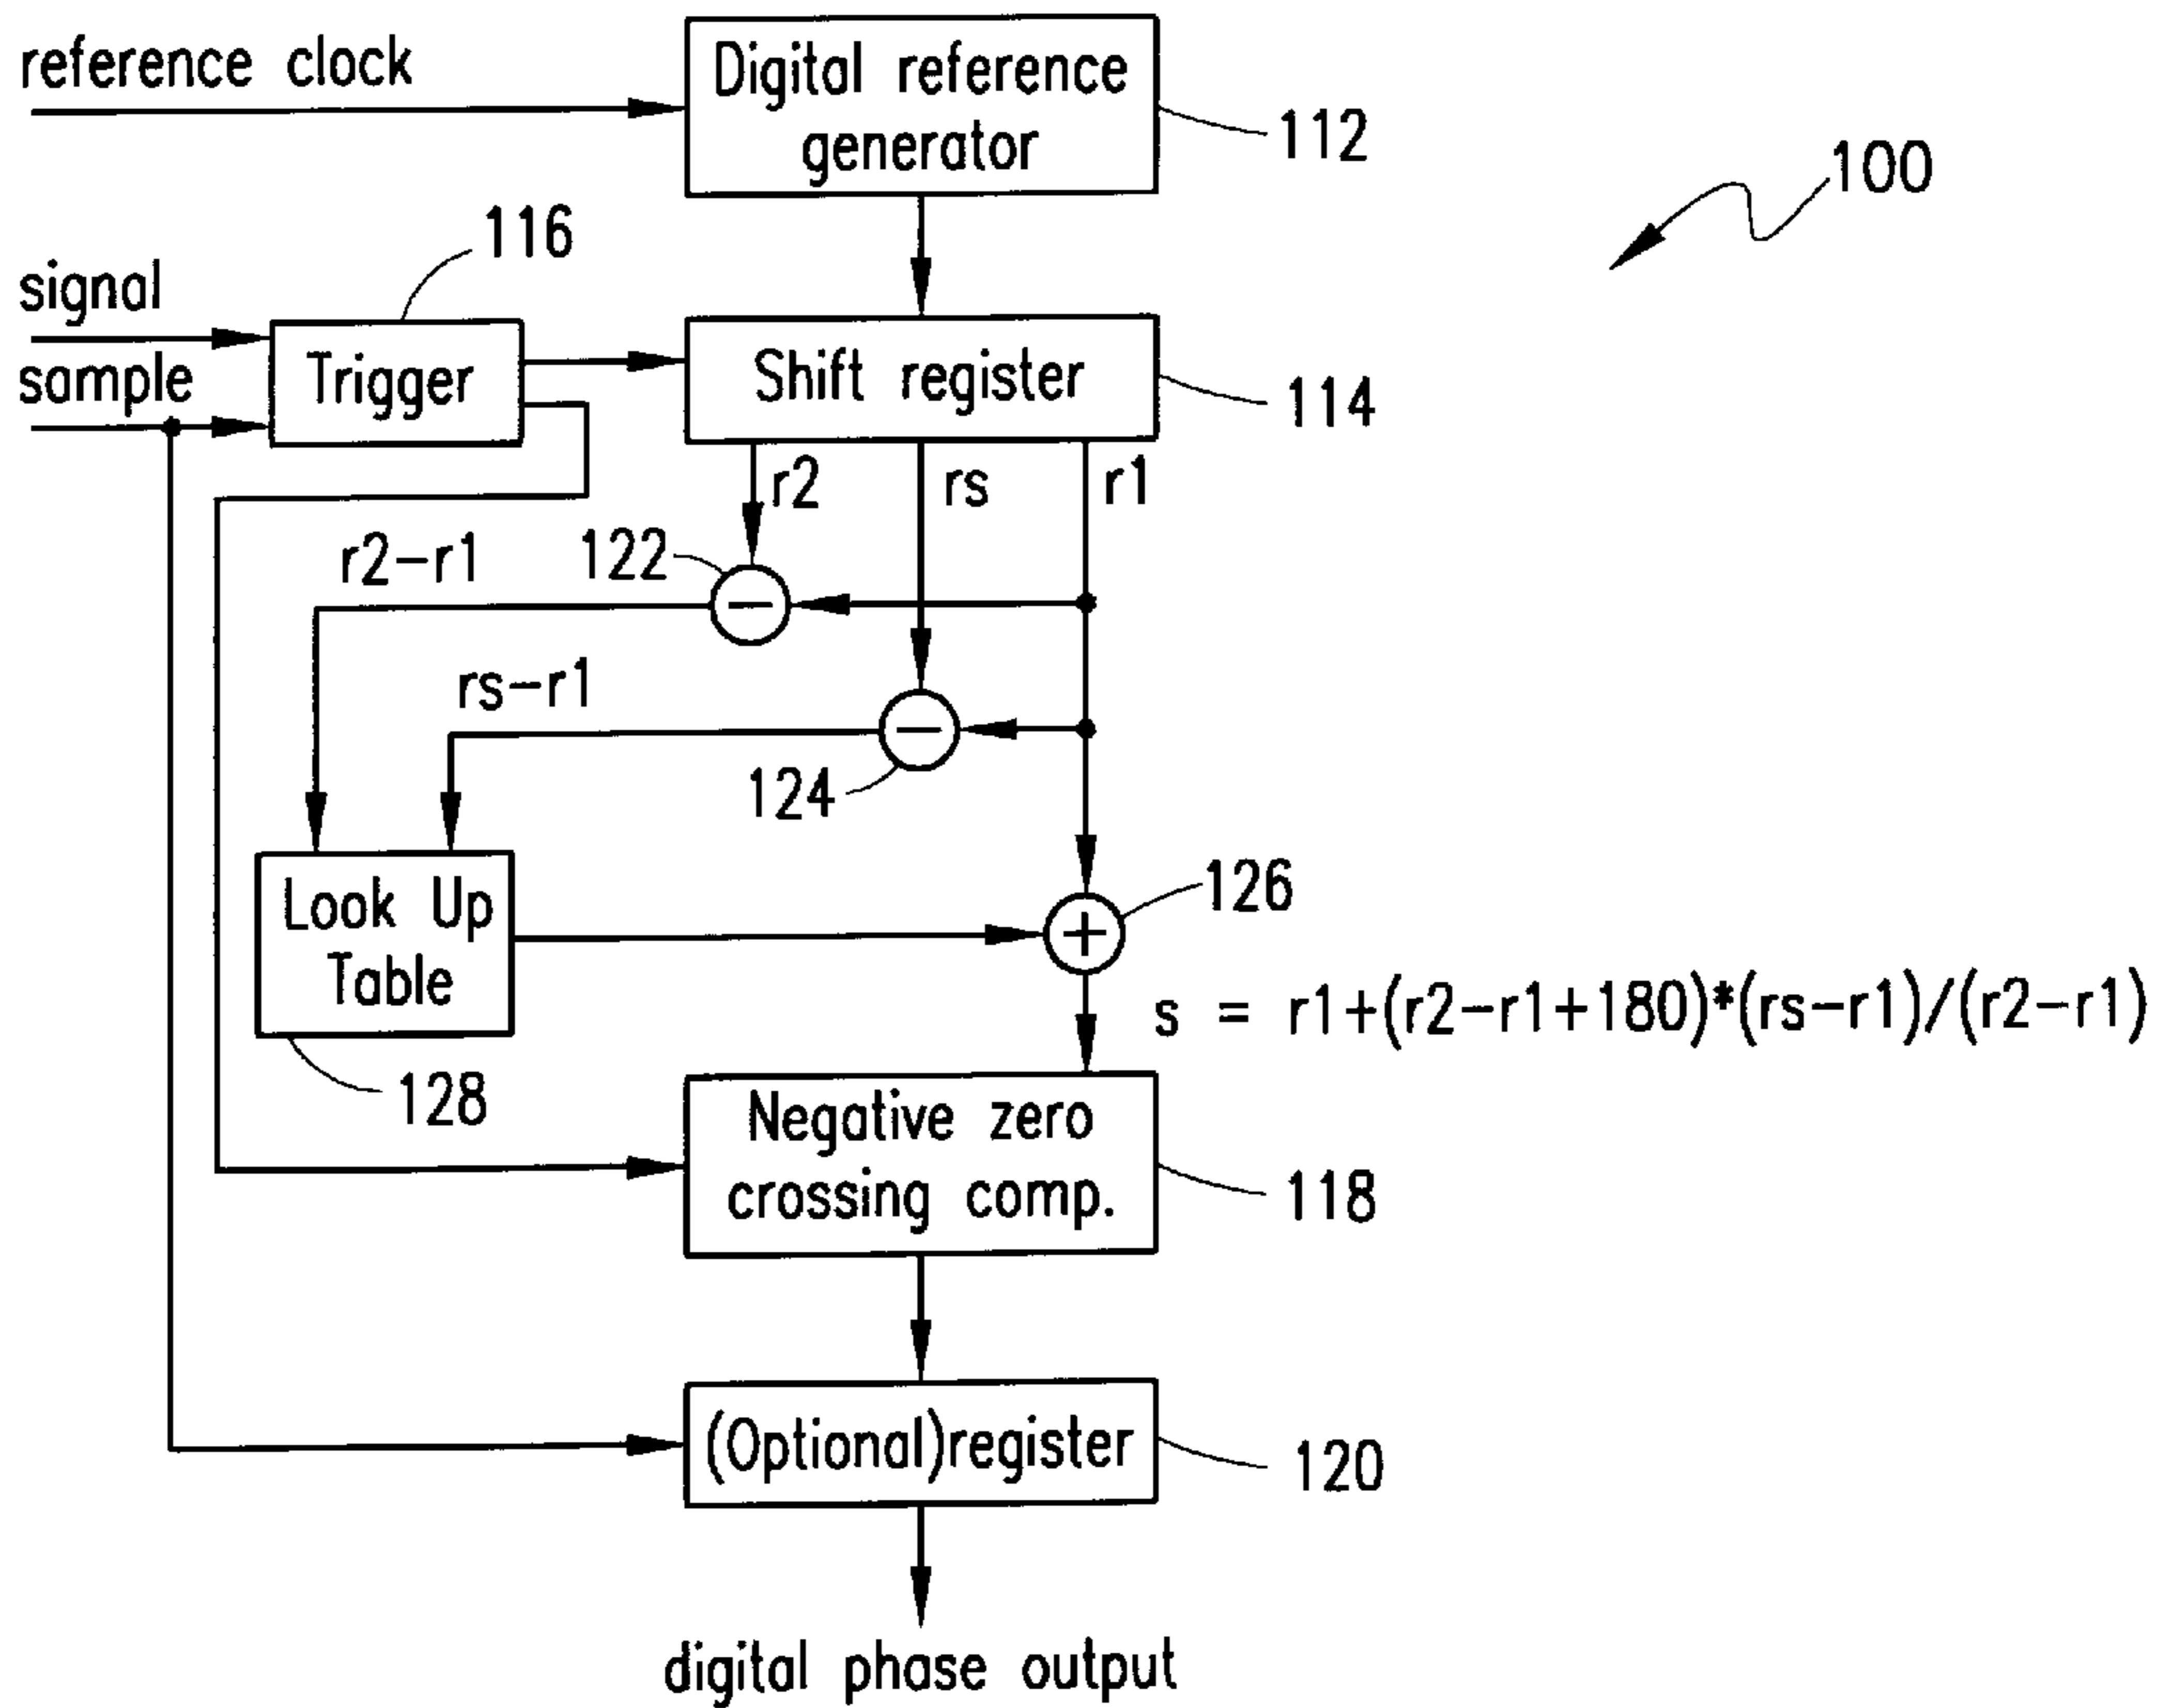 reference clock
Digital reference
generator
112
100
116
signal
sample
Trigger
Shift register
114
r2
rs
r1
r2-r1
122
rs-r1
124
Look Up
Table
128
126
s = r1+(r2-r1+180)*(rs-r1)/(r2-r1)
Negative zero
crossing comp.
118
(Optional)register
120
digital phase output